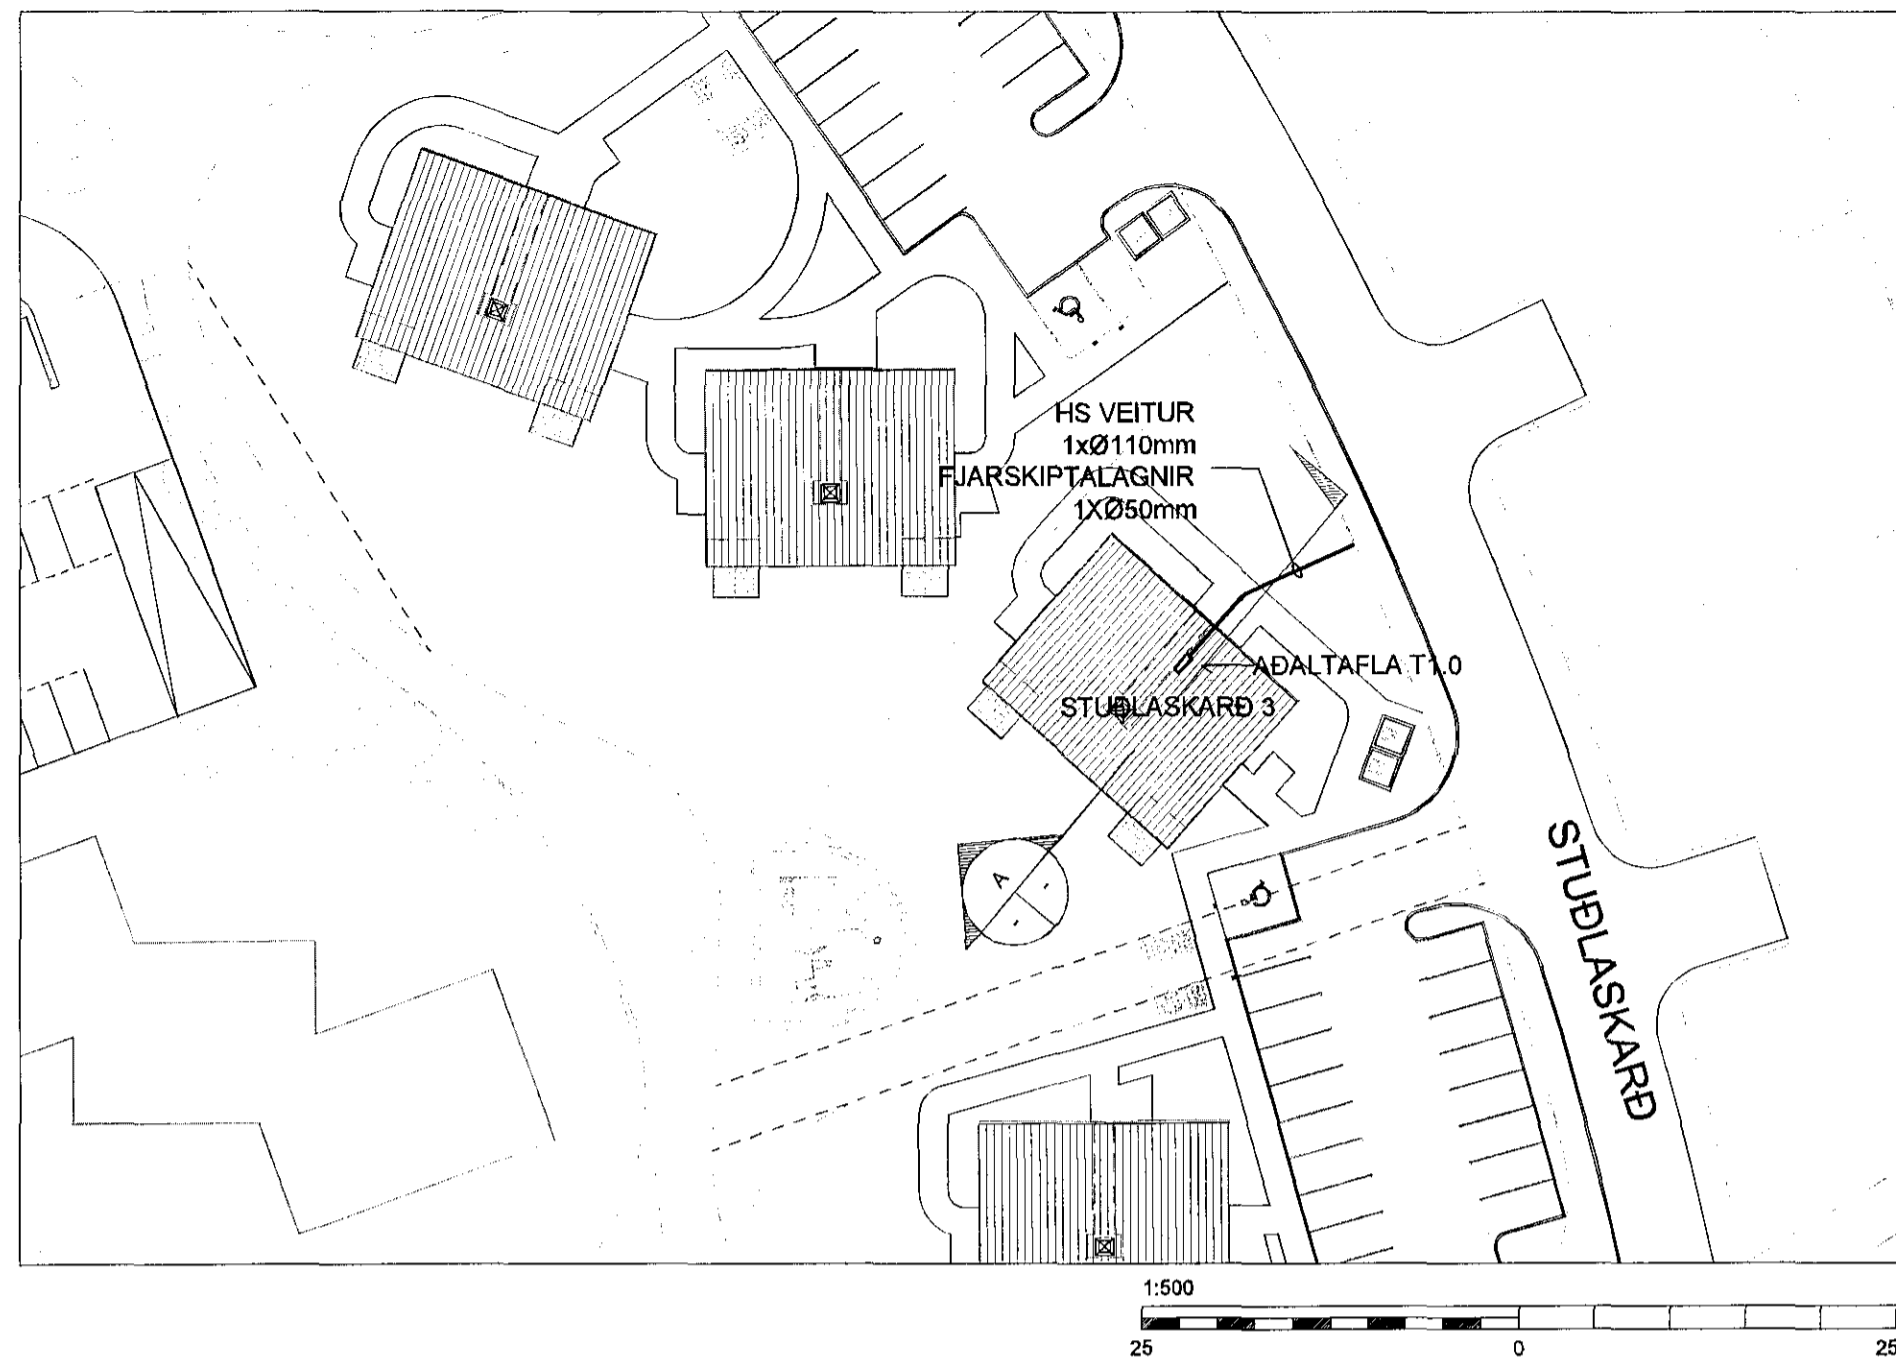 HS VEITUR
1xØ110mm
FJARSKIPTALAGNIR
1XØ50mm
AÐALTAFLA T1.0
STUÐLASKARÐ 3
A
STUÐLASKARÐ
1:500
25 0 25